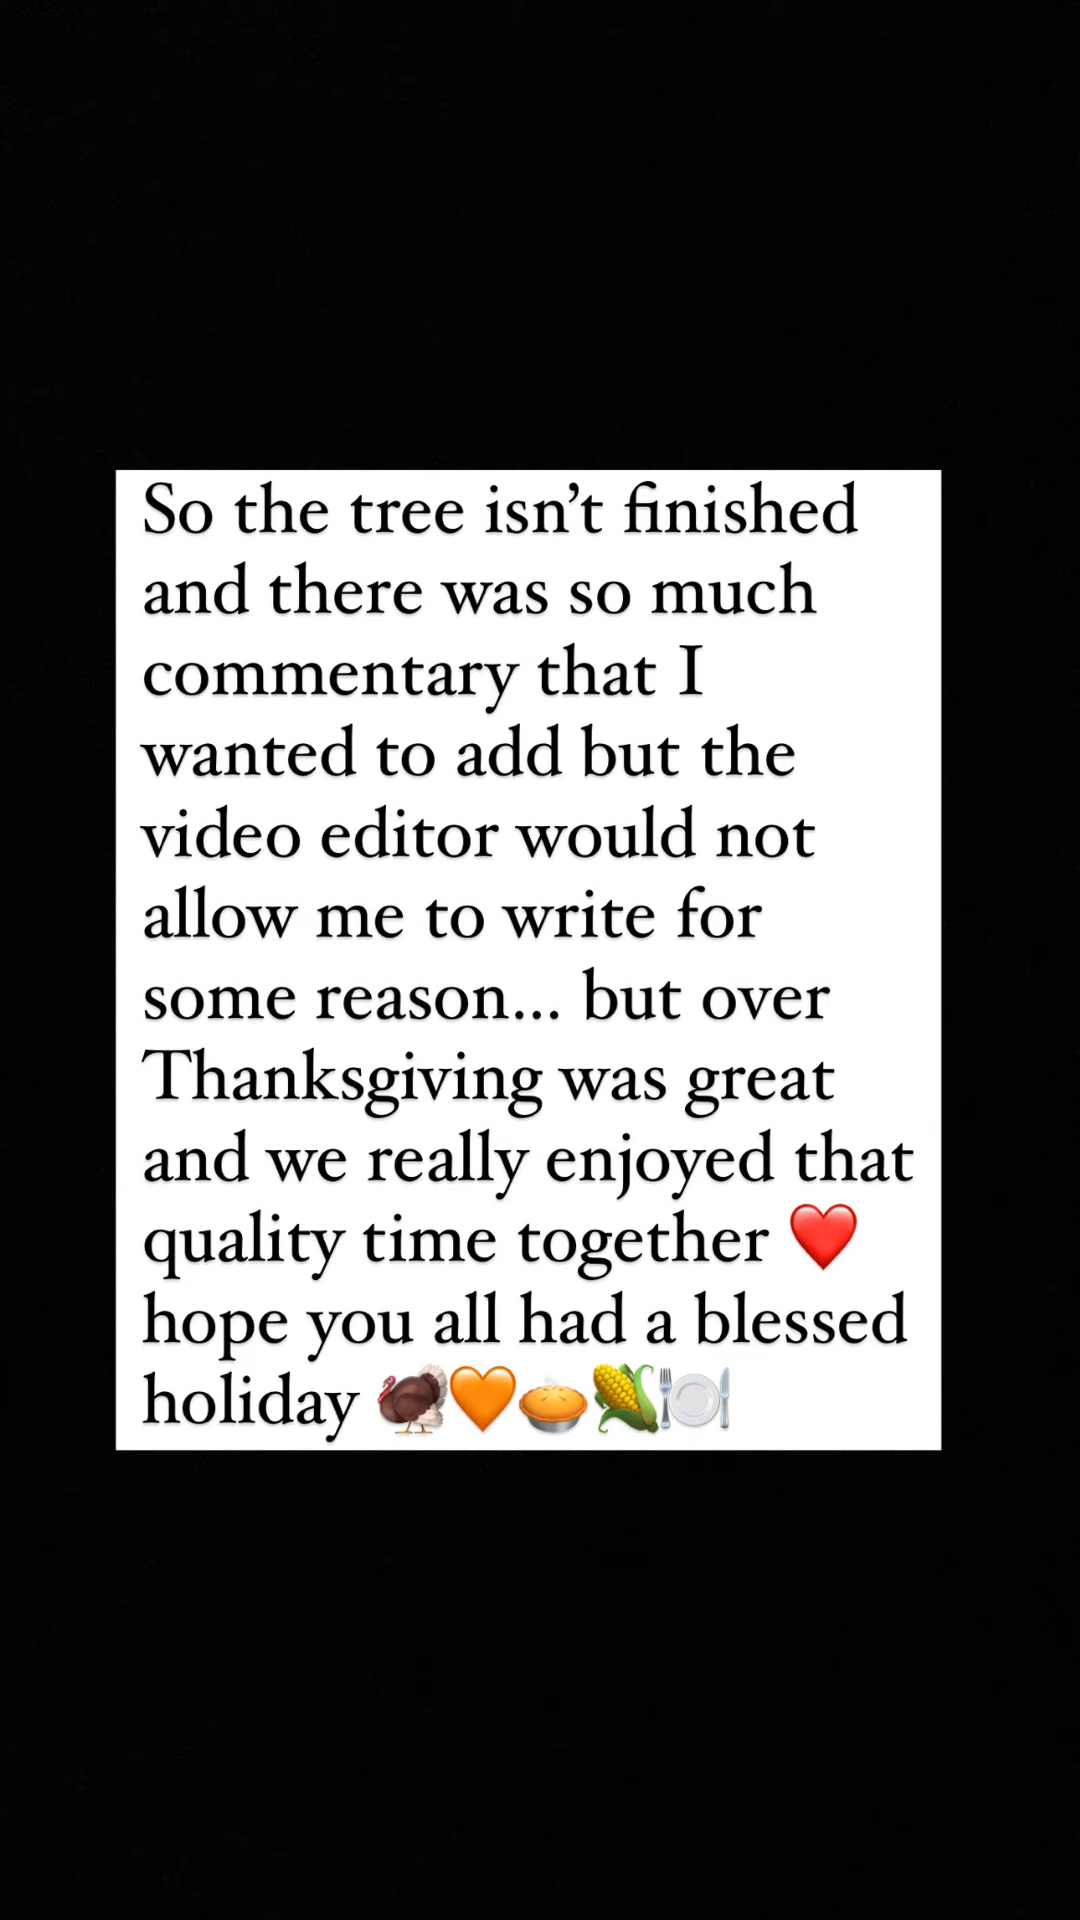 So the tree isn’t finished
and there was so much
commentary that I
wanted to add but the
video editor would not
allow me to write for
some reason... but over
Thanksgiving was great
and we really enjoyed that
quality time together ❤️
hope you all had a blessed
holiday 🦃🧡🥧🌽🍽️